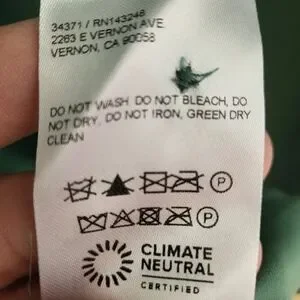 34371 / RN143248
2263 E VERNON AVE
VERNON, CA 90058
DO NOT WASH DO NOT BLEACH, DO
NOT DRY, DO NOT IRON, GREEN DRY
CLEAN
P
P
CLIMATE
NEUTRAL
CERTIFIED